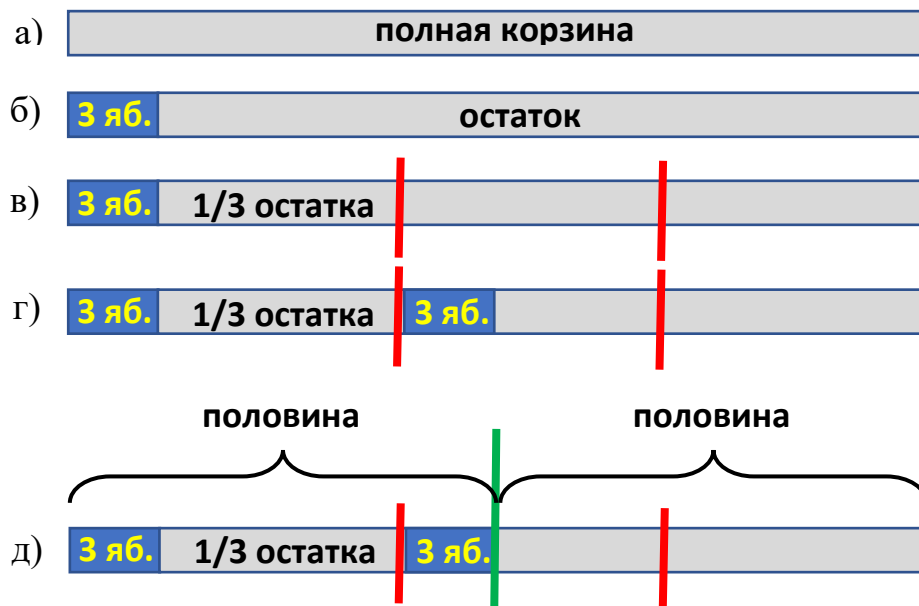 а) полная корзина
б) 3 яб. остаток
в) 3 яб. 1/3 остатка
г) 3 яб. 1/3 остатка 3 яб.
половина половина
д) 3 яб. 1/3 остатка 3 яб.